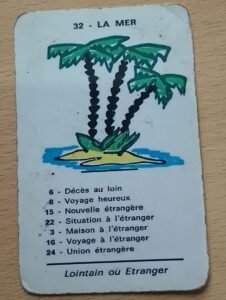 32 - LA MER
6 - Décès au loin
8 - Voyage heureux
15 - Nouvelle étrangère
22 - Situation à l'étranger
3 - Maison à l'étranger
16 - Voyage à l'étranger
24 - Union étrangère
Lointain ou Etranger